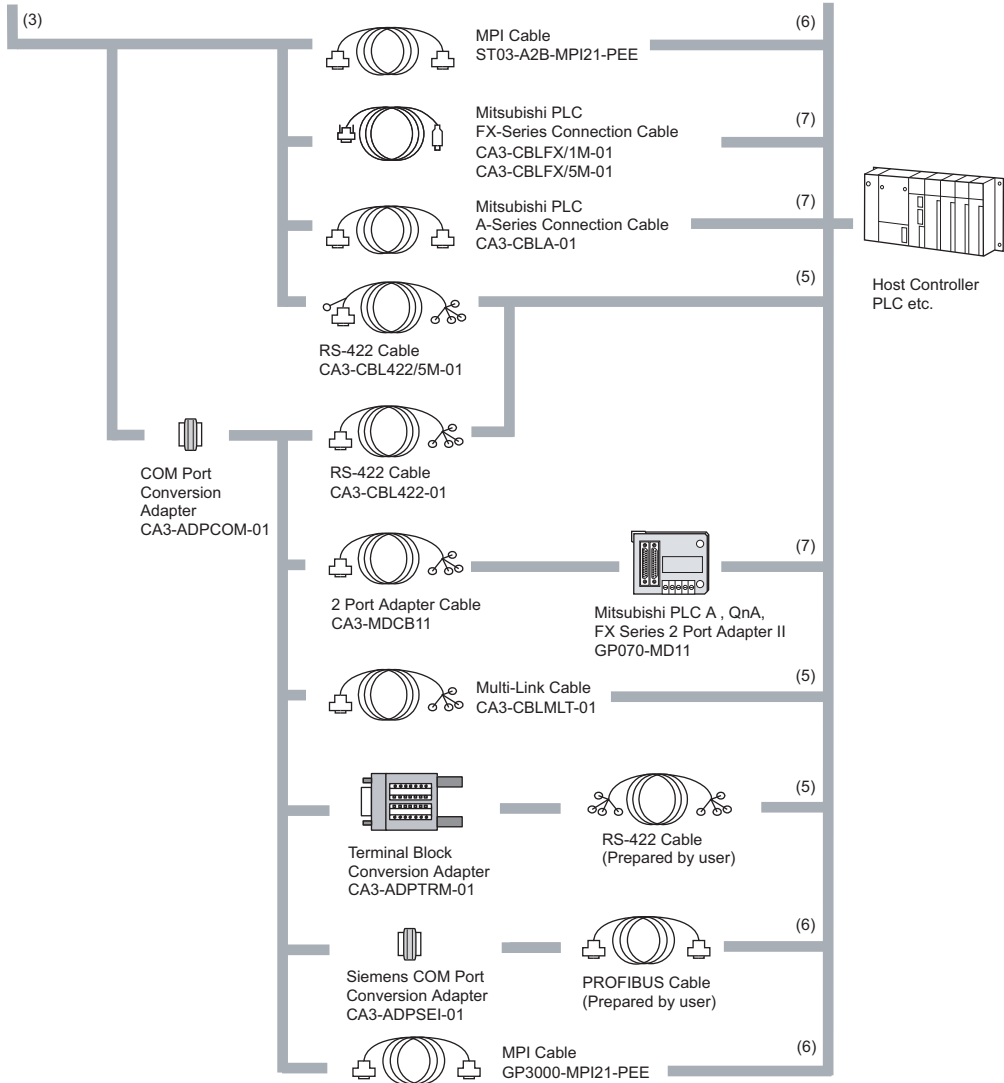 (3)
(6)
MPI Cable
ST03-A2B-MPI21-PEE
Mitsubishi PLC
FX-Series Connection Cable
CA3-CBLFX/1M-01
CA3-CBLFX/5M-01
(7)
Mitsubishi PLC
A-Series Connection Cable
CA3-CBLA-01
(7)
Host Controller
PLC etc.
(5)
RS-422 Cable
CA3-CBL422/5M-01
COM Port
Conversion
Adapter
CA3-ADPCOM-01
RS-422 Cable
CA3-CBL422-01
(7)
2 Port Adapter Cable
CA3-MDCB11
Mitsubishi PLC A , QnA,
FX Series 2 Port Adapter II
GP070-MD11
(5)
Multi-Link Cable
CA3-CBLMLT-01
(5)
Terminal Block
Conversion Adapter
CA3-ADPTRM-01
RS-422 Cable
(Prepared by user)
(6)
Siemens COM Port
Conversion Adapter
CA3-ADPSEI-01
PROFIBUS Cable
(Prepared by user)
(6)
MPI Cable
GP3000-MPI21-PEE